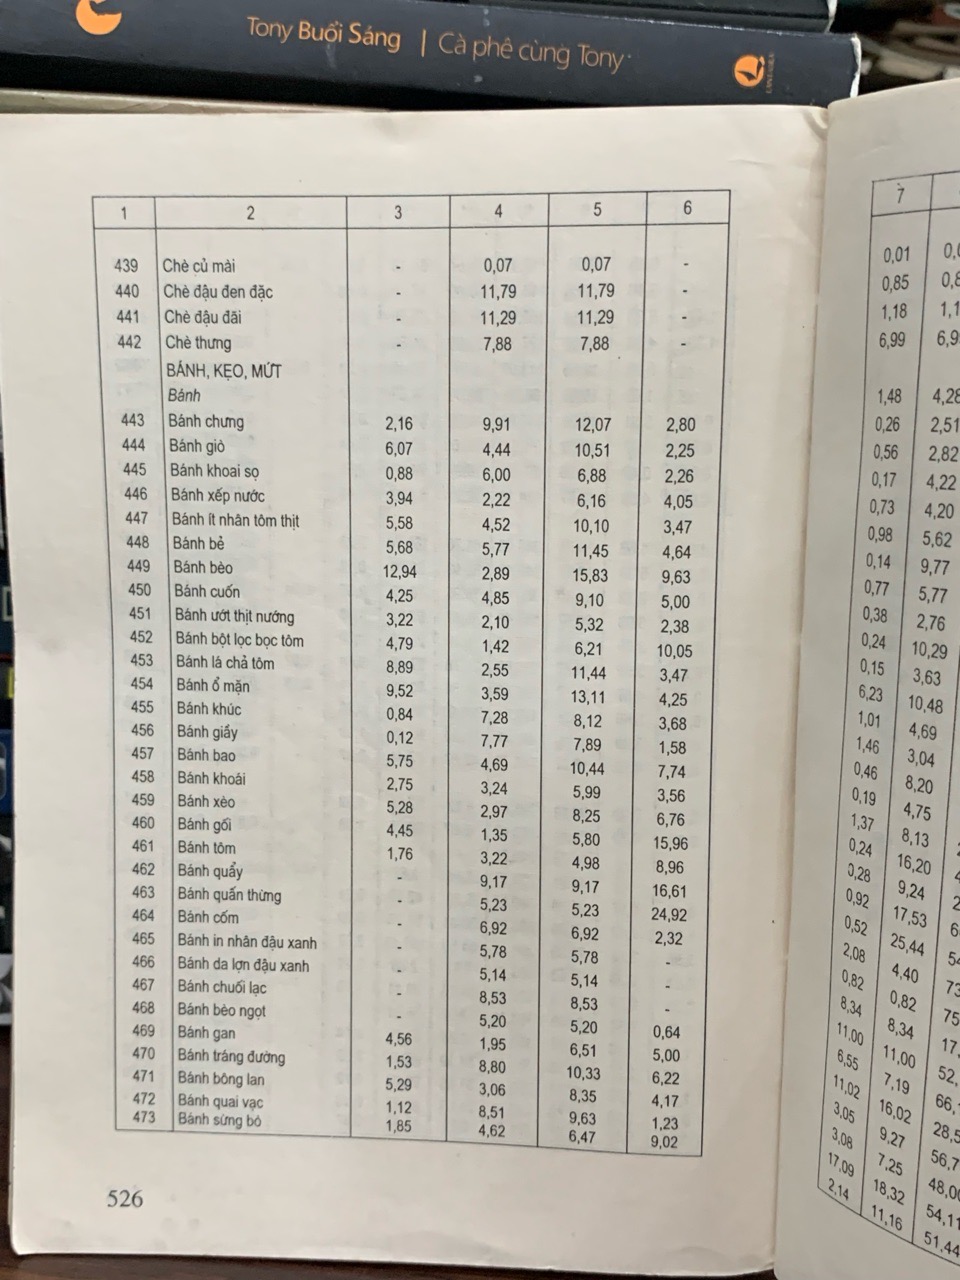 Tony Buổi Sáng | Cà phê cùng Tony
1 2 3 4 5 6
439 Chè củ mài - 0,07 0,07 -
440 Chè đậu đen đặc - 11,79 11,79 -
441 Chè đậu đãi - 11,29 11,29 -
442 Chè thưng - 7,88 7,88 -
BÁNH, KẸO, MỨT
Bánh
443 Bánh chưng 2,16 9,91 12,07 2,80
444 Bánh giò 6,07 4,44 10,51 2,25
445 Bánh khoai sọ 0,88 6,00 6,88 2,26
446 Bánh xếp nước 3,94 2,22 6,16 4,05
447 Bánh ít nhân tôm thịt 5,58 4,52 10,10 3,47
448 Bánh bẻ 5,68 5,77 11,45 4,64
449 Bánh bèo 12,94 2,89 15,83 9,63
450 Bánh cuốn 4,25 4,85 9,10 5,00
451 Bánh ướt thịt nướng 3,22 2,10 5,32 2,38
452 Bánh bột lọc bọc tôm 4,79 1,42 6,21 10,05
453 Bánh lá chả tôm 8,89 2,55 11,44 3,47
454 Bánh ổ mặn 9,52 3,59 13,11 4,25
455 Bánh khúc 0,84 7,28 8,12 3,68
456 Bánh giầy 0,12 7,77 7,89 1,58
457 Bánh bao 5,75 4,69 10,44 7,74
458 Bánh khoái 2,75 3,24 5,99 3,56
459 Bánh xèo 5,28 2,97 8,25 6,76
460 Bánh gối 4,45 1,35 5,80 15,96
461 Bánh tôm 1,76 3,22 4,98 8,96
462 Bánh quẩy - 9,17 9,17 16,61
463 Bánh quấn thừng - 5,23 5,23 24,92
464 Bánh cốm - 6,92 6,92 2,32
465 Bánh in nhân đậu xanh - 5,78 5,78 -
466 Bánh da lợn đậu xanh - 5,14 5,14 -
467 Bánh chuối lạc - 8,53 8,53 -
468 Bánh bèo ngọt - 5,20 5,20 0,64
469 Bánh gan 4,56 1,95 6,51 5,00
470 Bánh tráng đường 1,53 8,80 10,33 6,22
471 Bánh bông lan 5,29 3,06 8,35 4,17
472 Bánh quai vạc 1,12 8,51 9,63 1,23
473 Bánh sừng bò 1,85 4,62 6,47 9,02
526
7
0,01
0,85
1,18
6,99
1,48 4,28
0,26 2,51
0,56 2,82
0,17 4,22
0,73 4,20
0,98 5,62
0,14 9,77
0,77 5,77
0,38 2,76
0,24 10,29
0,15 3,63
6,23 10,48
1,01 4,69
1,46 3,04
0,46 8,20
0,19 4,75
1,37 8,13
0,24 16,20
0,28 9,24
0,92 17,53
0,52 25,44
2,08 4,40
0,82 0,82
8,34 8,34
11,00 11,00
6,55 7,19
11,02 16,02
3,05 9,27
3,08 7,25
17,09 18,32 54,11
2,14 11,16 51,44